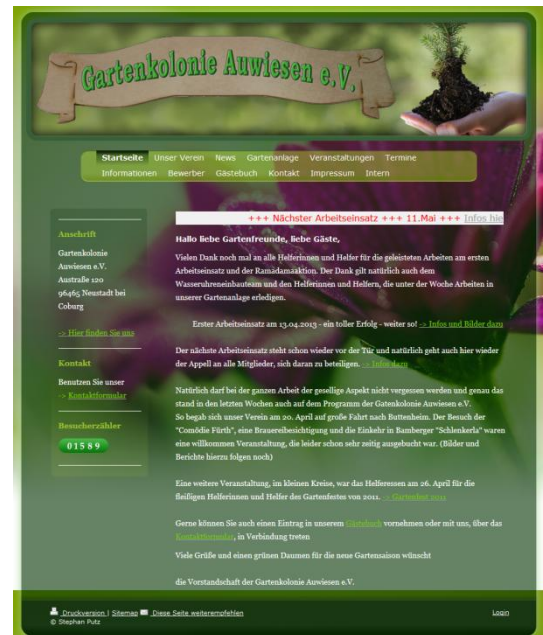 Gartenkolonie Auwiesen e.V.
Startseite Unser Verein News Gartenanlage Veranstaltungen Termine
Informationen Bewerber Gästebuch Kontakt Impressum Intern
Anschrift
Gartenkolonie
Auwiesen e.V.
Austraße 120
96465 Neustadt bei
Coburg
-> Hier finden Sie uns
Kontakt
Benutzen Sie unser
-> Kontaktformular
Besucherzähler
01589
+++ Nächster Arbeitseinsatz +++ 11.Mai +++ Infos hie
Hallo liebe Gartenfreunde, liebe Gäste,
Vielen Dank noch mal an alle Helferinnen und Helfer für die geleisteten Arbeiten am ersten
Arbeitseinsatz und der Ramadamaaktion. Der Dank gilt natürlich auch dem
Wasseruhreneinbauteam und den Helferinnen und Helfern, die unter der Woche Arbeiten in
unserer Gartenanlage erledigen.
Erster Arbeitseinsatz am 13.04.2013 - ein toller Erfolg - weiter so! -> Infos und Bilder dazu
Der nächste Arbeitseinsatz steht schon wieder vor der Tür und natürlich geht auch hier wieder
der Appell an alle Mitglieder, sich daran zu beteiligen. -> Infos dazu
Natürlich darf bei der ganzen Arbeit der gesellige Aspekt nicht vergessen werden und genau das
stand in den letzten Wochen auch auf dem Programm der Gatenkolonie Auwiesen e.V.
So begab sich unser Verein am 20. April auf große Fahrt nach Buttenheim. Der Besuch der
"Comödie Fürth", eine Brauereibesichtigung und die Einkehr in Bamberger "Schlenkerla" waren
eine willkommen Veranstaltung, die leider schon sehr zeitig ausgebucht war. (Bilder und
Berichte hierzu folgen noch)
Eine weitere Veranstaltung, im kleinen Kreise, war das Helferessen am 26. April für die
fleißigen Helferinnen und Helfer des Gartenfestes von 2011. -> Gartenfest 2011
Gerne können Sie auch einen Eintrag in unserem Gästebuch vornehmen oder mit uns, über das
Kontaktformular, in Verbindung treten
Viele Grüße und einen grünen Daumen für die neue Gartensaison wünscht
die Vorstandschaft der Gartenkolonie Auwiesen e.V.
Druckversion | Sitemap Diese Seite weiterempfehlen Login
© Stephan Putz